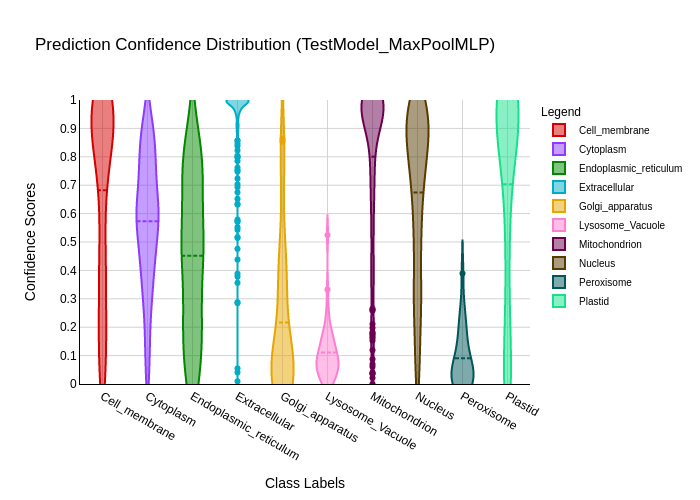 Prediction Confidence Distribution (TestModel_MaxPoolMLP)
Confidence Scores
1
0.9
0.8
0.7
0.6
0.5
0.4
0.3
0.2
0.1
0
Cell_membrane
Cytoplasm
Endoplasmic_reticulum
Extracellular
Golgi_apparatus
Lysosome_Vacuole
Mitochondrion
Nucleus
Peroxisome
Plastid
Class Labels
Legend
Cell_membrane
Cytoplasm
Endoplasmic_reticulum
Extracellular
Golgi_apparatus
Lysosome_Vacuole
Mitochondrion
Nucleus
Peroxisome
Plastid